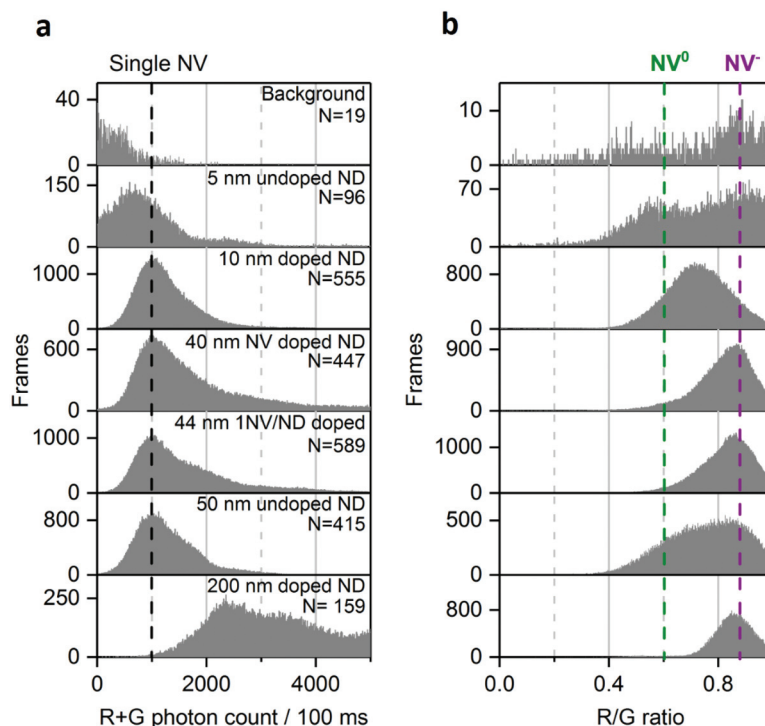 a
b
Single NV
NV⁰
NV⁻
Background
N=19
40
0
10
0
5 nm undoped ND
N=96
150
0
70
0
10 nm doped ND
N=555
1000
0
800
0
40 nm NV doped ND
N=447
600
0
900
0
44 nm 1NV/ND doped
N=589
1000
0
1000
0
50 nm undoped ND
N=415
800
0
500
0
200 nm doped ND
N= 159
250
0
800
0
Frames
Frames
0 2000 4000
0.0 0.4 0.8
R+G photon count / 100 ms
R/G ratio